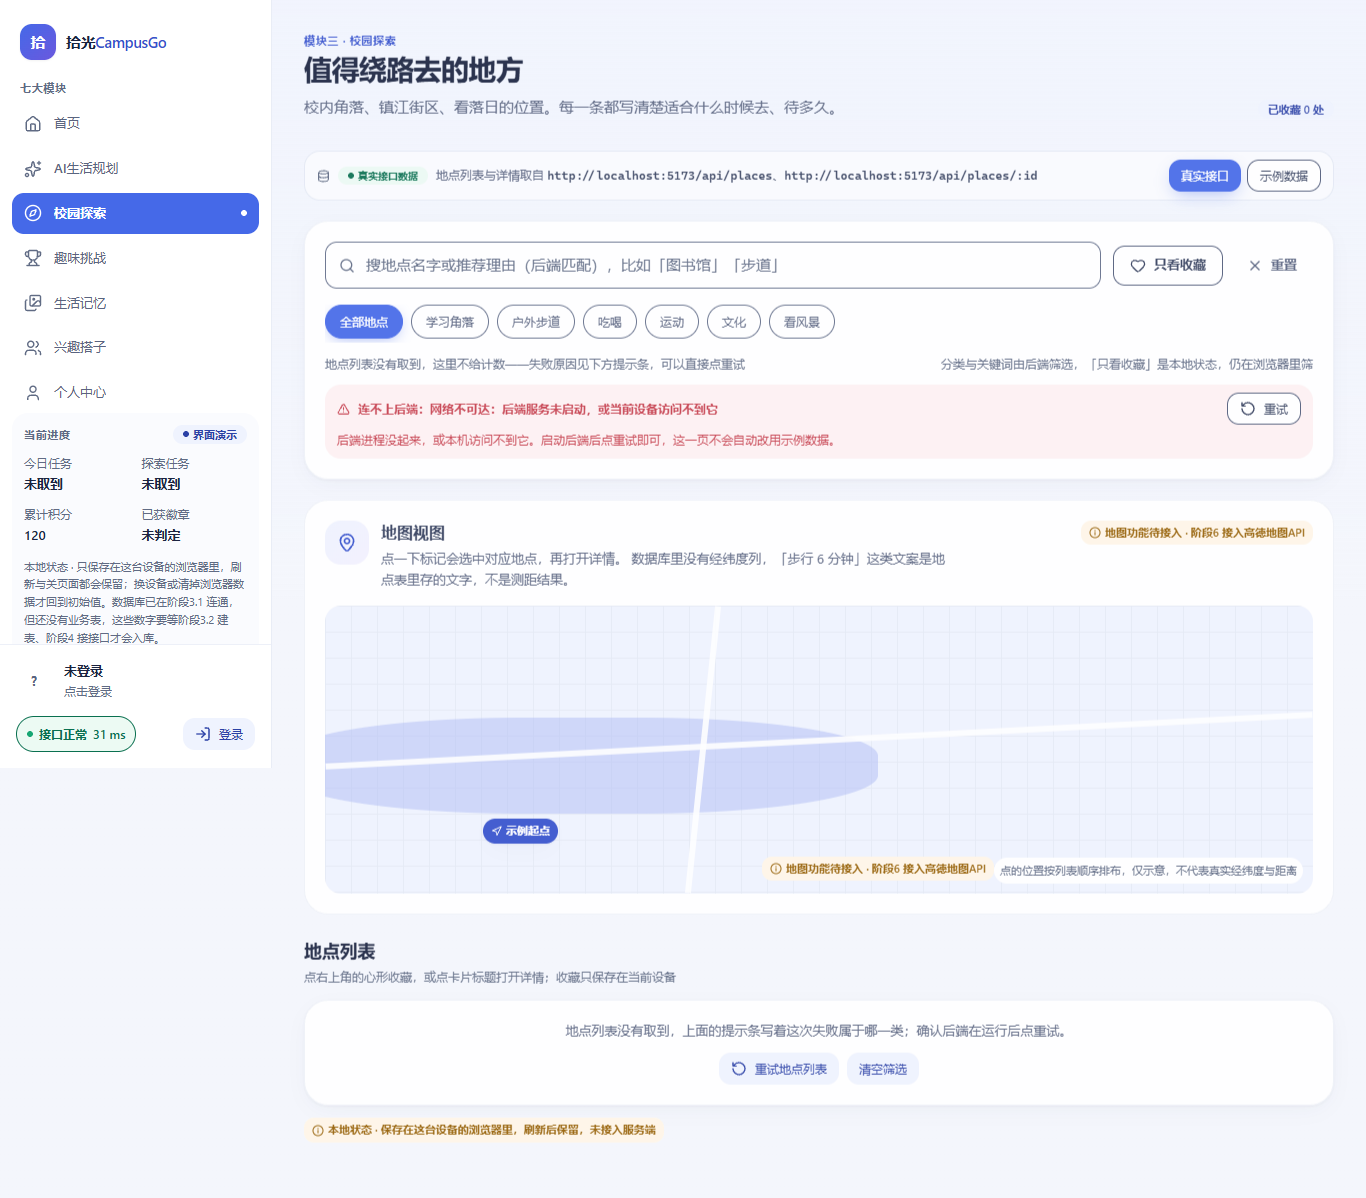 拾
拾光CampusGo
七大模块
首页
AI生活规划
校园探索
趣味挑战
生活记忆
兴趣搭子
个人中心
当前进度
界面演示
今日任务
探索任务
未取到
未取到
累计积分
已获徽章
120
未判定
本地状态 · 只保存在这台设备的浏览器里，刷
新与关页面都会保留；换设备或清掉浏览器数
据才回到初始值。数据库已在阶段3.1 连通，
但还没有业务表，这些数字要等阶段3.2 建
表、阶段4 接接口才会入库。
?
未登录
点击登录
接口正常 31 ms
登录
模块三 · 校园探索
值得绕路去的地方
校内角落、镇江街区、看落日的位置。每一条都写清楚适合什么时候去、待多久。
已收藏 0 处
真实接口数据
地点列表与详情取自 http://localhost:5173/api/places、http://localhost:5173/api/places/:id
真实接口
示例数据
搜地点名字或推荐理由（后端匹配），比如「图书馆」「步道」
只看收藏
重置
全部地点
学习角落
户外步道
吃喝
运动
文化
看风景
地点列表没有取到，这里不给计数——失败原因见下方提示条，可以直接点重试
分类与关键词由后端筛选，「只看收藏」是本地状态，仍在浏览器里筛
连不上后端：网络不可达：后端服务未启动，或当前设备访问不到它
重试
后端进程没起来，或本机访问不到它。启动后端后点重试即可，这一页不会自动改用示例数据。
地图视图
点一下标记会选中对应地点，再打开详情。 数据库里没有经纬度列，「步行 6 分钟」这类文案是地
点表里存的文字，不是测距结果。
地图功能待接入 · 阶段6 接入高德地图API
示例起点
地图功能待接入 · 阶段6 接入高德地图API
点的位置按列表顺序排布，仅示意，不代表真实经纬度与距离
地点列表
点右上角的心形收藏，或点卡片标题打开详情；收藏只保存在当前设备
地点列表没有取到，上面的提示条写着这次失败属于哪一类；确认后端在运行后点重试。
重试地点列表
清空筛选
本地状态 · 保存在这台设备的浏览器里，刷新后保留，未接入服务端